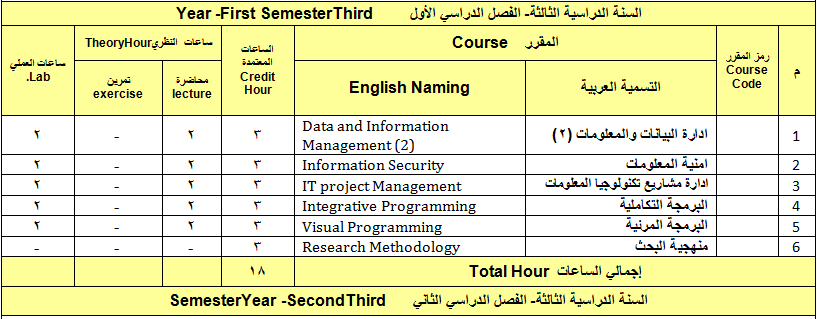 السنة الدراسية الثالثة- الفصل الدراسي الأول Year -First SemesterThird
م
رمز المقرر
Course
Code
المقرر Course
التسمية العربية
English Naming
الساعات
المعتمدة
Credit
Hour
ساعات النظريTheoryHour
محاضرة
lecture
تمرين
exercise
ساعات العملي
Lab.
1 ادارة البيانات والمعلومات (٢) Data and Information
Management (2) ٣ ٢ - ٢
2 امنية المعلومات Information Security ٣ ٢ - ٢
3 ادارة مشاريع تكنولوجيا المعلومات IT project Management ٣ ٢ - ٢
4 البرمجة التكاملية Integrative Programming ٣ ٢ - ٢
5 البرمجة المرئية Visual Programming ٣ ٢ - ٢
6 منهجية البحث Research Methodology ٣ - - -
إجمالي الساعات Total Hour ١٨
السنة الدراسية الثالثة- الفصل الدراسي الثاني SemesterYear -SecondThird